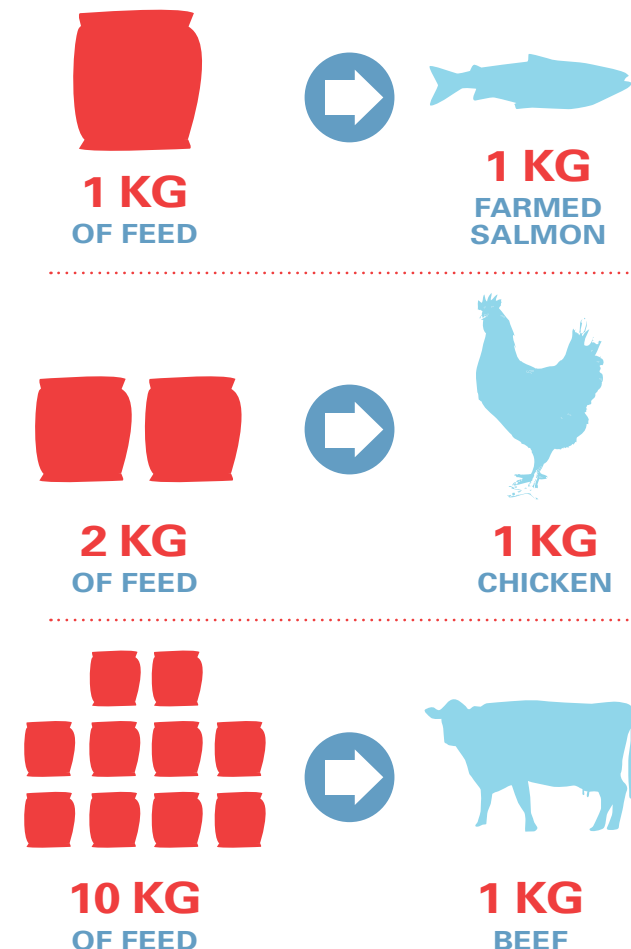 1 KG
OF FEED
1 KG
FARMED
SALMON
2 KG
OF FEED
1 KG
CHICKEN
10 KG
OF FEED
1 KG
BEEF